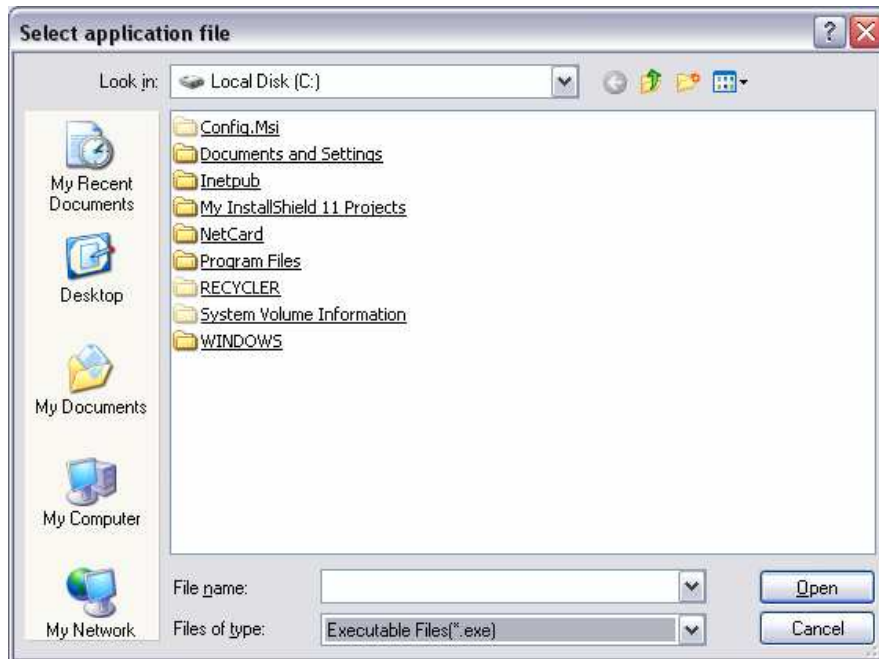 Select application file
Look in:
Local Disk (C:)
My Recent
Documents
Desktop
My Documents
My Computer
My Network
Config.Msi
Documents and Settings
Inetpub
My InstallShield 11 Projects
NetCard
Program Files
RECYCLER
System Volume Information
WINDOWS
File name:
Open
Files of type:
Executable Files(*.exe)
Cancel